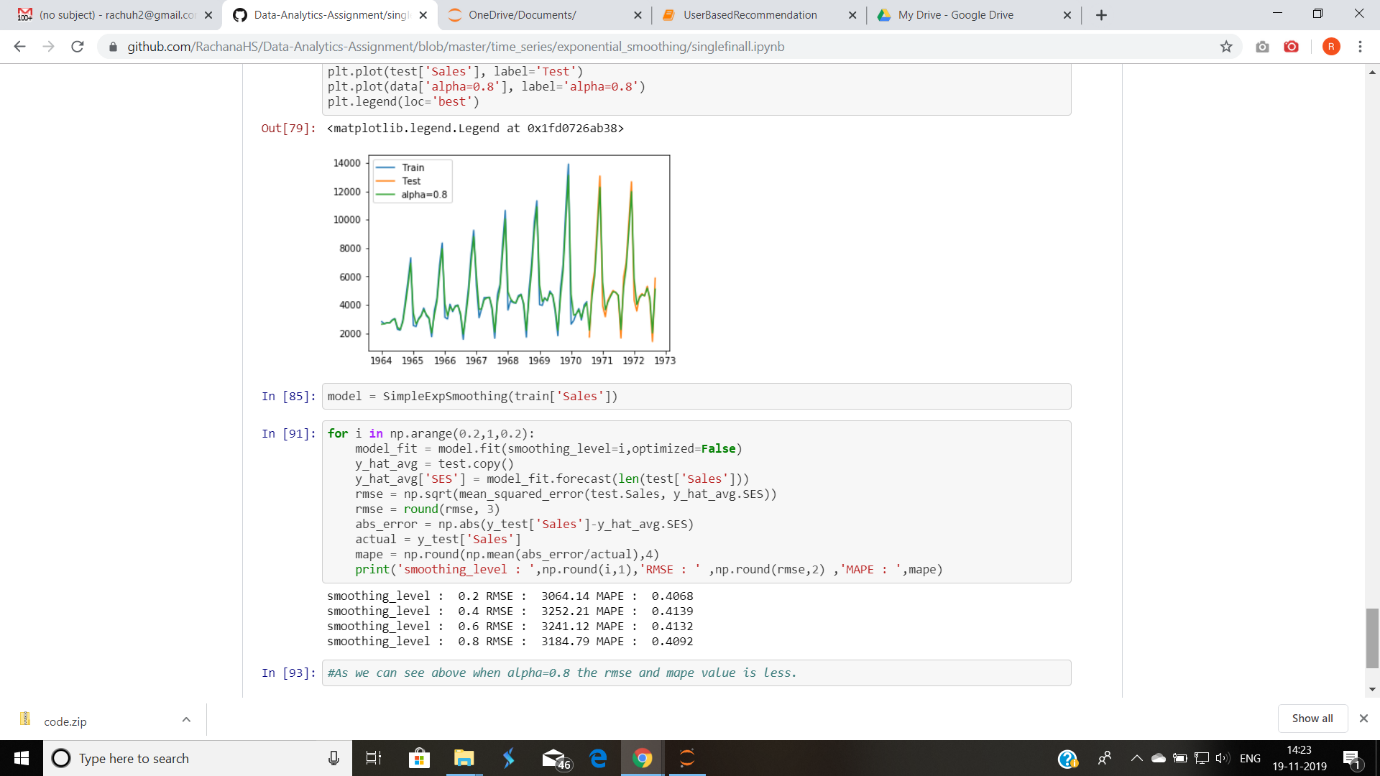 (no subject) - rachuh2@gmail.co
Data-Analytics-Assignment/singl
OneDrive/Documents/
UserBasedRecommendation
My Drive - Google Drive
github.com/RachanaHS/Data-Analytics-Assignment/blob/master/time_series/exponential_smoothing/singlefinall.ipynb
R
plt.plot(test['Sales'], label='Test')
plt.plot(data['alpha=0.8'], label='alpha=0.8')
plt.legend(loc='best')
Out[79]: <matplotlib.legend.Legend at 0x1fd0726ab38>
Train
Test
alpha=0.8
14000
12000
10000
8000
6000
4000
2000
1964 1965 1966 1967 1968 1969 1970 1971 1972 1973
In [85]: model = SimpleExpSmoothing(train['Sales'])
In [91]: for i in np.arange(0.2,1,0.2):
model_fit = model.fit(smoothing_level=i,optimized=False)
y_hat_avg = test.copy()
y_hat_avg['SES'] = model_fit.forecast(len(test['Sales']))
rmse = np.sqrt(mean_squared_error(test.Sales, y_hat_avg.SES))
rmse = round(rmse, 3)
abs_error = np.abs(y_test['Sales']-y_hat_avg.SES)
actual = y_test['Sales']
mape = np.round(np.mean(abs_error/actual),4)
print('smoothing_level : ',np.round(i,1),'RMSE : ' ,np.round(rmse,2) ,'MAPE : ',mape)
smoothing_level :  0.2 RMSE :  3064.14 MAPE :  0.4068
smoothing_level :  0.4 RMSE :  3252.21 MAPE :  0.4139
smoothing_level :  0.6 RMSE :  3241.12 MAPE :  0.4132
smoothing_level :  0.8 RMSE :  3184.79 MAPE :  0.4092
In [93]: #As we can see above when alpha=0.8 the rmse and mape value is less.
code.zip
Show all
Type here to search
46
ENG
14:23
19-11-2019
1